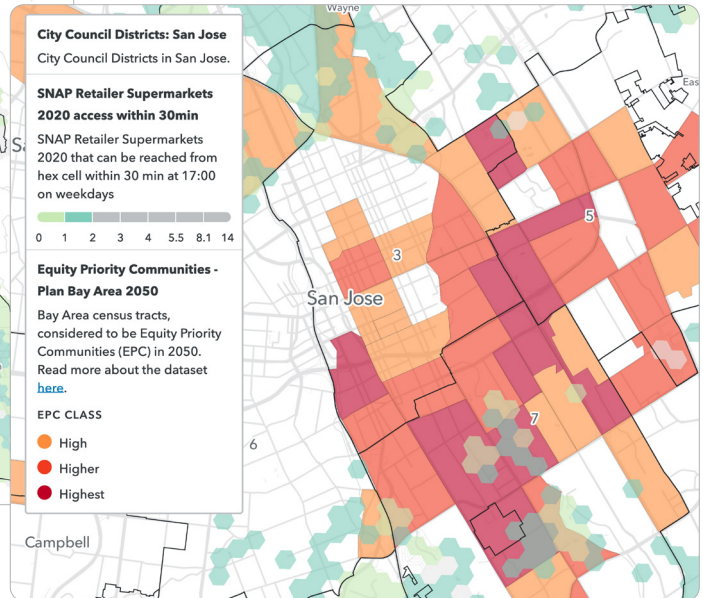 Wayne
City Council Districts: San Jose
City Council Districts in San Jose.
SNAP Retailer Supermarkets
2020 access within 30min
SNAP Retailer Supermarkets
2020 that can be reached from
hex cell within 30 min at 17:00
on weekdays
0 1 2 3 4 5.5 8.1 14
Equity Priority Communities -
Plan Bay Area 2050
Bay Area census tracts,
considered to be Equity Priority
Communities (EPC) in 2050.
Read more about the dataset
here.
EPC CLASS
High
Higher
Highest
Sa
Eas
5
3
San Jose
7
6
Campbell